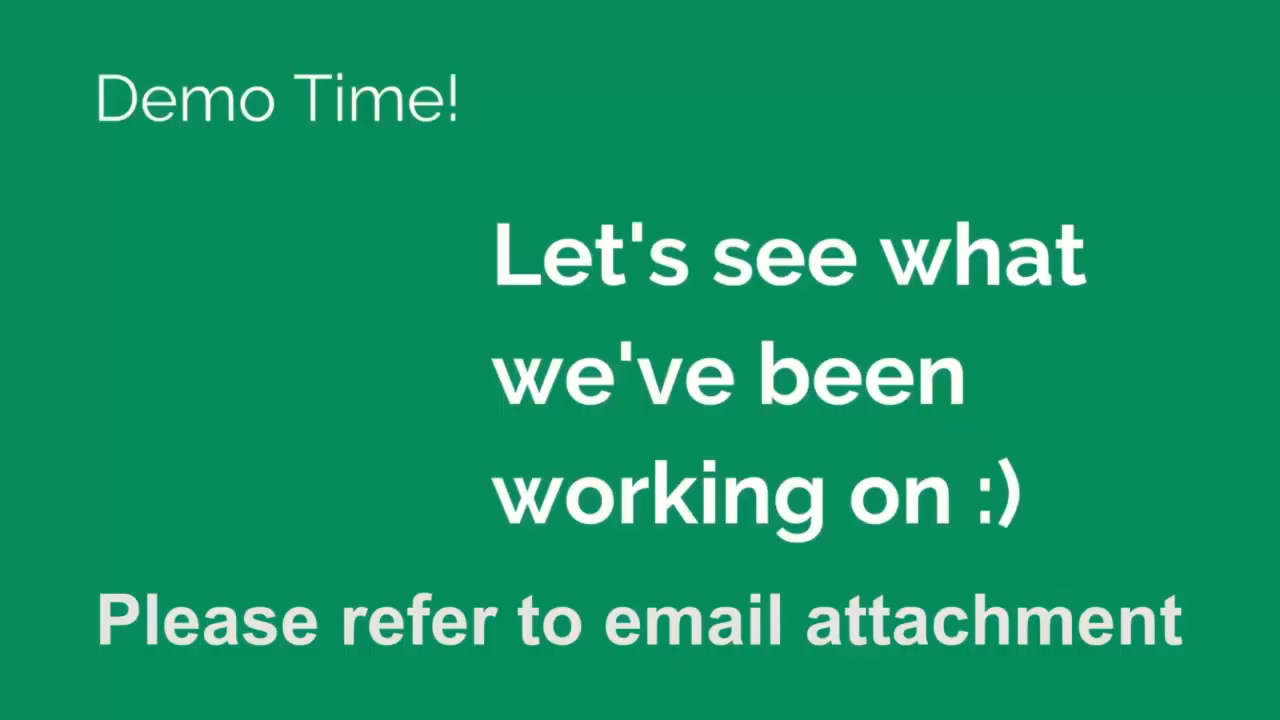 Demo Time!
Let's see what
we've been
working on :)
Please refer to email attachment